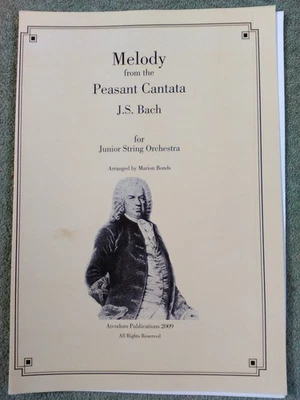 Melody
from the
Peasant Cantata
J.S. Bach
for
Junior String Orchestra
Arranged by Marion Bonds
Publications 2009
All Rights Reserved